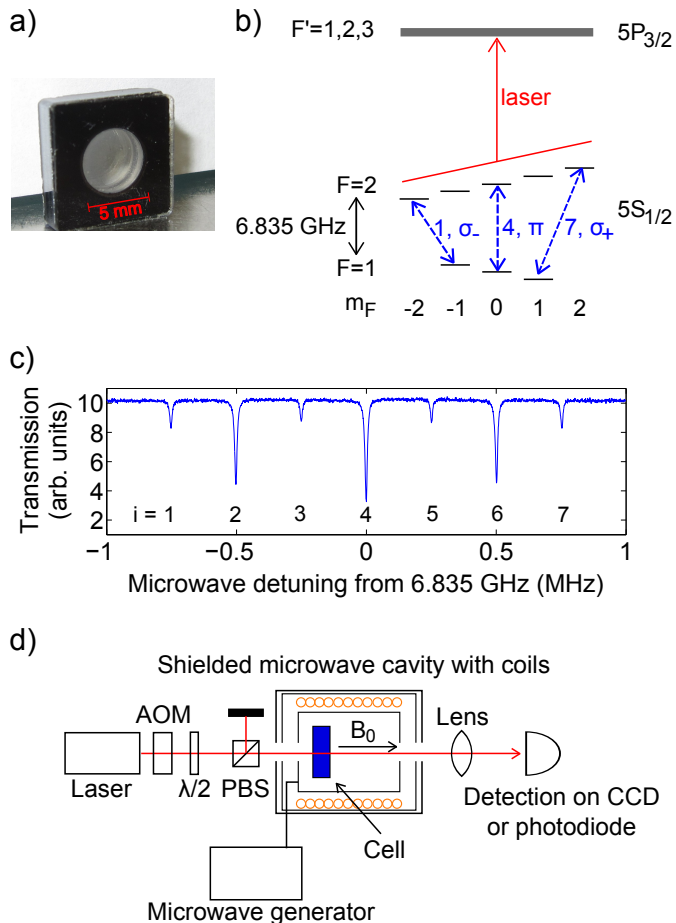 a)
5 mm
b)
F'=1,2,3
5P3/2
laser
F=2
6.835 GHz
F=1
5S1/2
1, σ-
4, π
7, σ+
mF
-2 -1 0 1 2
c)
Transmission
(arb. units)
10
8
6
4
2
i = 1 2 3 4 5 6 7
−1 −0.5 0 0.5 1
Microwave detuning from 6.835 GHz (MHz)
d)
Shielded microwave cavity with coils
AOM
B0
Lens
Laser
λ/2
PBS
Detection on CCD
or photodiode
Cell
Microwave generator